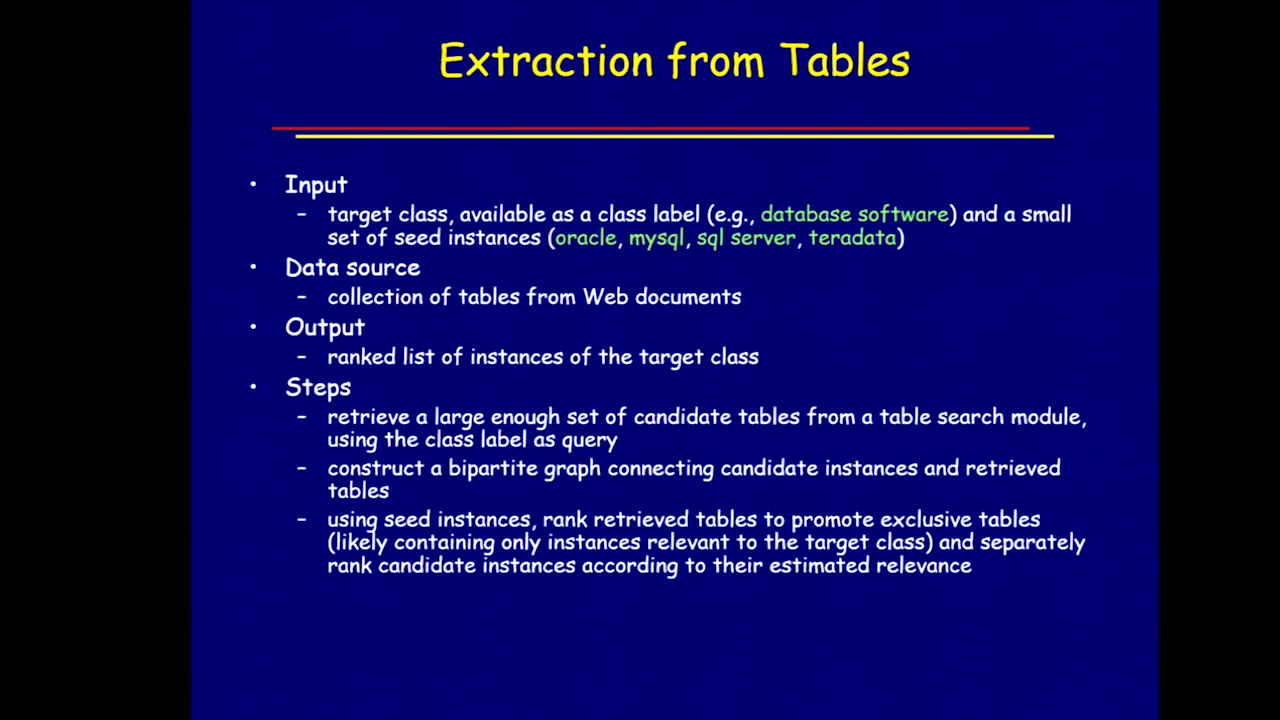 Extraction from Tables
• Input
– target class, available as a class label (e.g., database software) and a small
set of seed instances (oracle, mysql, sql server, teradata)
• Data source
– collection of tables from Web documents
• Output
– ranked list of instances of the target class
• Steps
– retrieve a large enough set of candidate tables from a table search module,
using the class label as query
– construct a bipartite graph connecting candidate instances and retrieved
tables
– using seed instances, rank retrieved tables to promote exclusive tables
(likely containing only instances relevant to the target class) and separately
rank candidate instances according to their estimated relevance